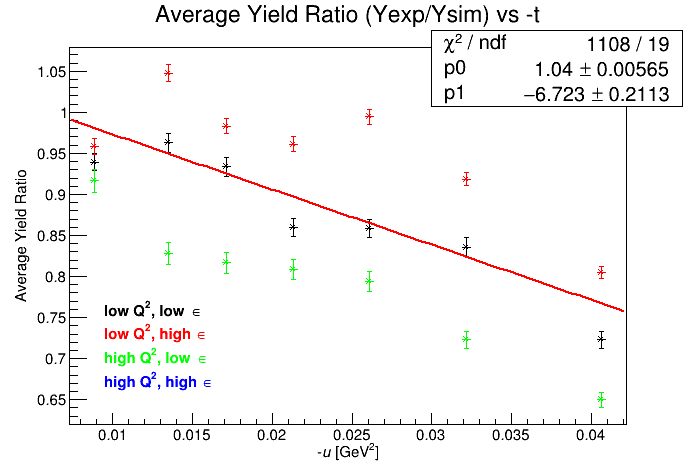 Average Yield Ratio (Yexp/Ysim) vs -t
χ² / ndf 1108 / 19
p0 1.04 ± 0.00565
p1 −6.723 ± 0.2113
Average Yield Ratio
1.05
1
0.95
0.9
0.85
0.8
0.75
0.7
0.65
low Q², low ∈
low Q², high ∈
high Q², low ∈
high Q², high ∈
0.01 0.015 0.02 0.025 0.03 0.035 0.04
-u [GeV²]